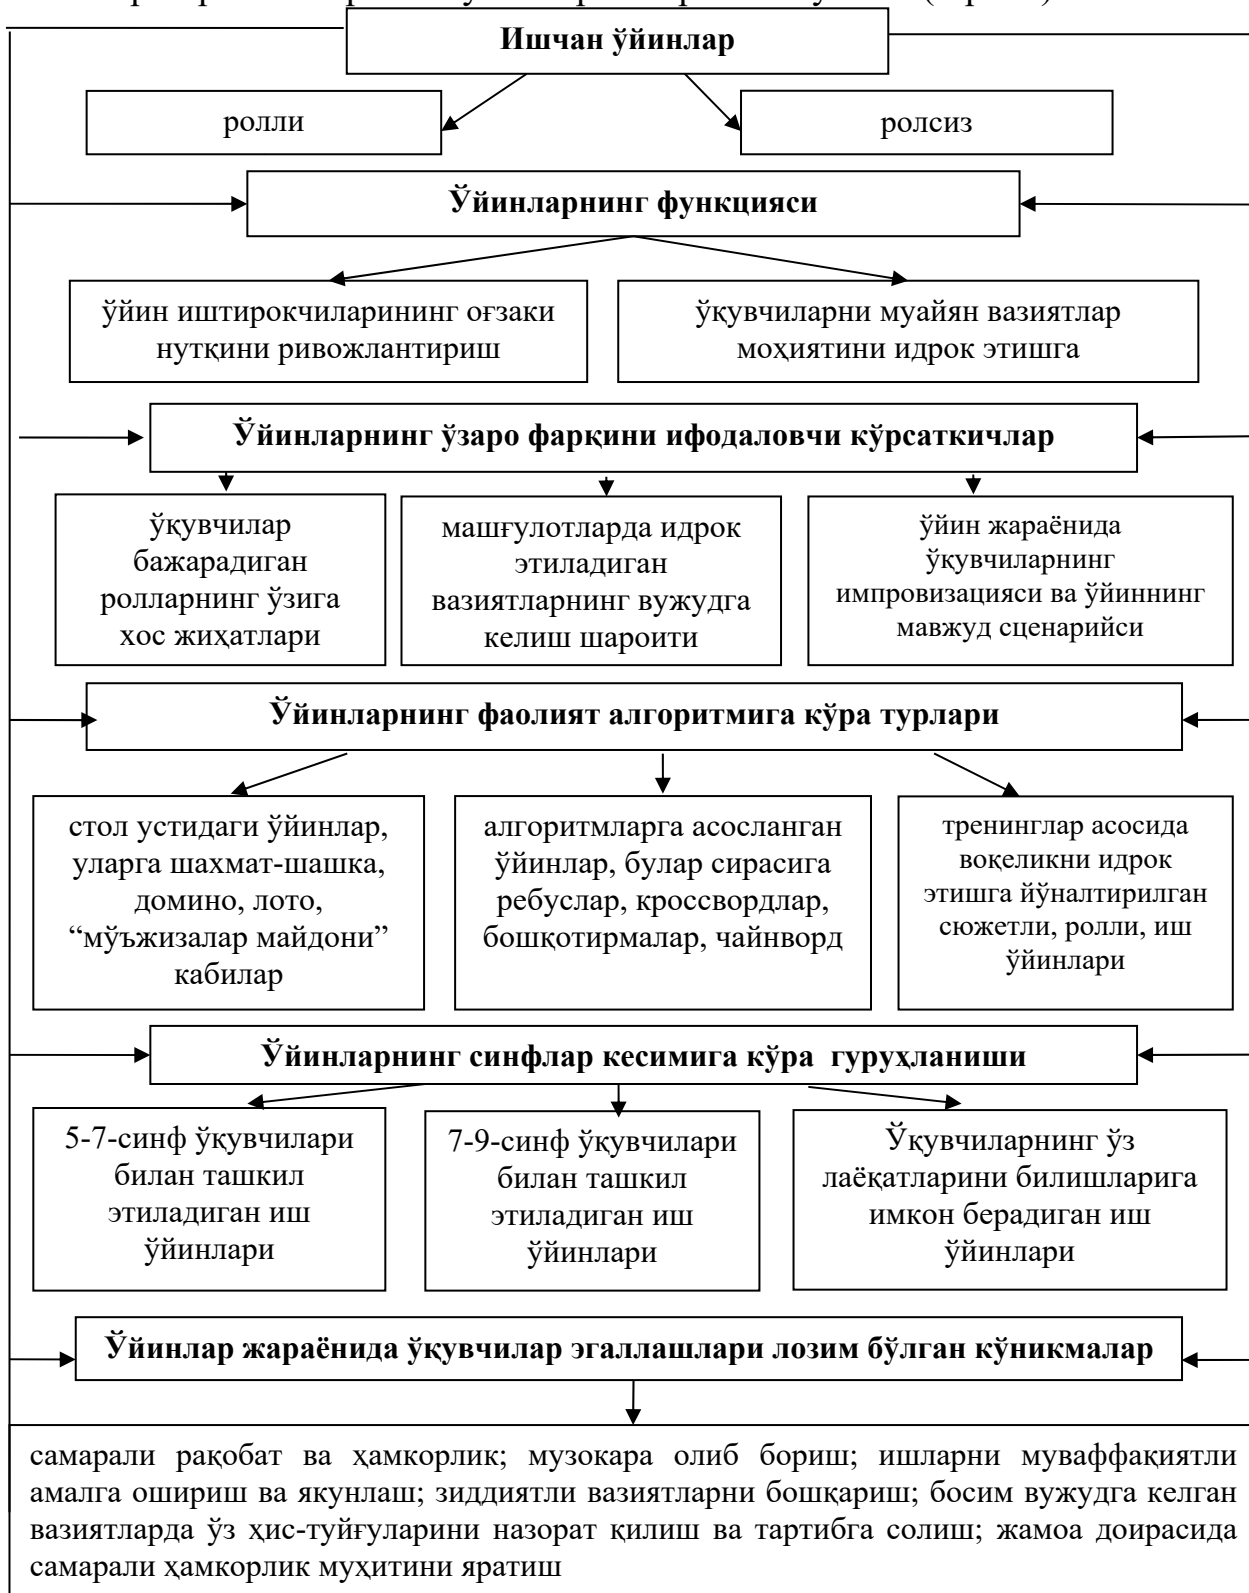 Ишчан ўйинлар
ролли
ролсиз
Ўйинларнинг функцияси
ўйин иштирокчиларининг оғзаки
нутқини ривожлантириш
ўқувчиларни муайян вазиятлар
моҳиятини идрок этишга
Ўйинларнинг ўзаро фарқини ифодаловчи кўрсаткичлар
ўқувчилар
бажарадиган
ролларнинг ўзига
хос жиҳатлари
машғулотларда идрок
этиладиган
вазиятларнинг вужудга
келиш шароити
ўйин жараёнида
ўқувчиларнинг
импровизацияси ва ўйиннинг
мавжуд сценарийси
Ўйинларнинг фаолият алгоритмига кўра турлари
стол устидаги ўйинлар,
уларга шахмат-шашка,
домино, лото,
“мўъжизалар майдони”
кабилар
алгоритмларга асосланган
ўйинлар, булар сирасига
ребуслар, кроссвордлар,
бошқотирмалар, чайнворд
тренинглар асосида
воқеликни идрок
этишга йўналтирилган
сюжетли, ролли, иш
ўйинлари
Ўйинларнинг синфлар кесимига кўра гуруҳланиши
5-7-синф ўқувчилари
билан ташкил
этиладиган иш
ўйинлари
7-9-синф ўқувчилари
билан ташкил
этиладиган иш
ўйинлари
Ўқувчиларнинг ўз
лаёқатларини билишларига
имкон берадиган иш
ўйинлари
Ўйинлар жараёнида ўқувчилар эгаллашлари лозим бўлган кўникмалар
самарали рақобат ва ҳамкорлик; музокара олиб бориш; ишларни муваффақиятли
амалга ошириш ва якунлаш; зиддиятли вазиятларни бошқариш; босим вужудга келган
вазиятларда ўз ҳис-туйғуларини назорат қилиш ва тартибга солиш; жамоа доирасида
самарали ҳамкорлик муҳитини яратиш